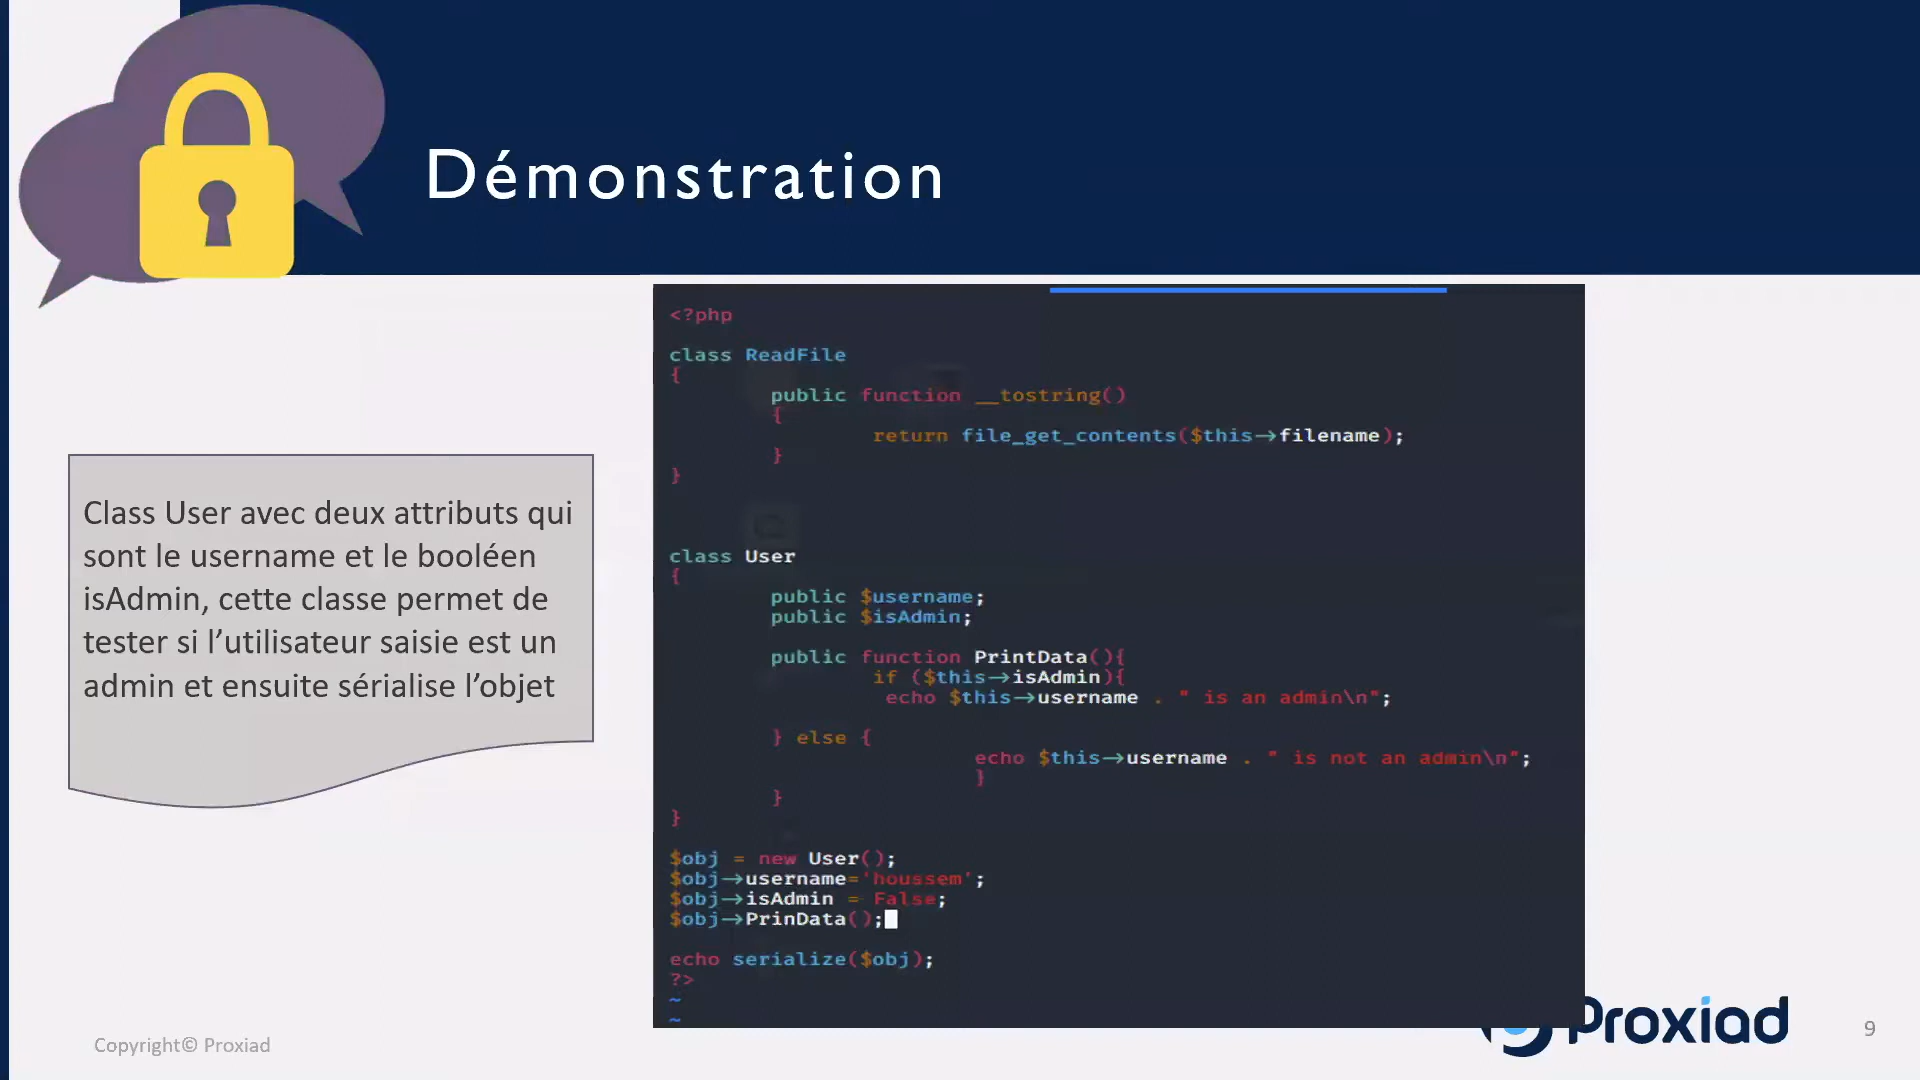 Démonstration
Class User avec deux attributs qui
sont le username et le booléen
isAdmin, cette classe permet de
tester si l’utilisateur saisie est un
admin et ensuite sérialise l’objet
<?php
class ReadFile
{
public function __tostring()
{
return file_get_contents($this->filename);
}
}
class User
{
public $username;
public $isAdmin;
public function PrintData(){
if ($this->isAdmin){
echo $this->username . " is an admin\n";
} else {
echo $this->username . " is not an admin\n";
}
}
}
$obj = new User();
$obj->username='houssem';
$obj->isAdmin = False;
$obj->PrinData();
echo serialize($obj);
?>
~
~
Proxiad
Copyright© Proxiad
9